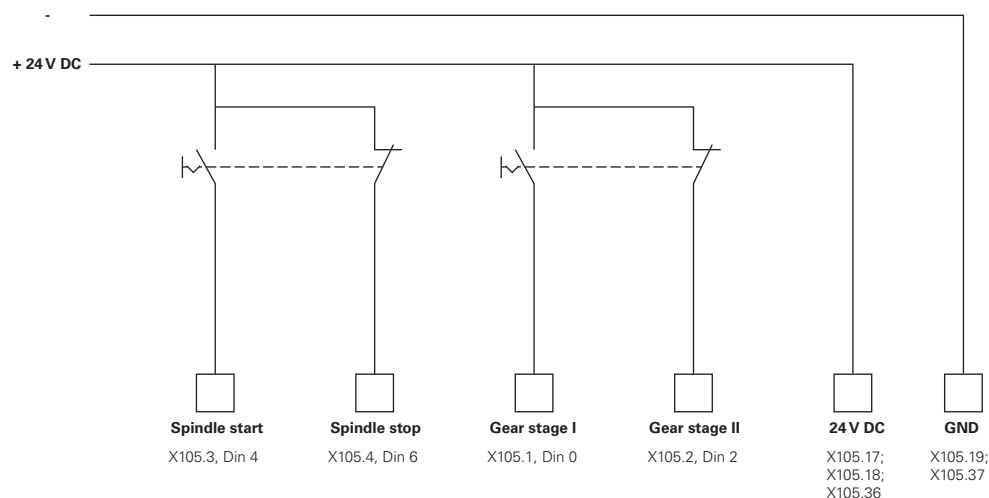 -
+ 24 V DC
Spindle start
Spindle stop
Gear stage I
Gear stage II
24 V DC
GND
X105.3, Din 4
X105.4, Din 6
X105.1, Din 0
X105.2, Din 2
X105.17;
X105.18;
X105.36
X105.19;
X105.37